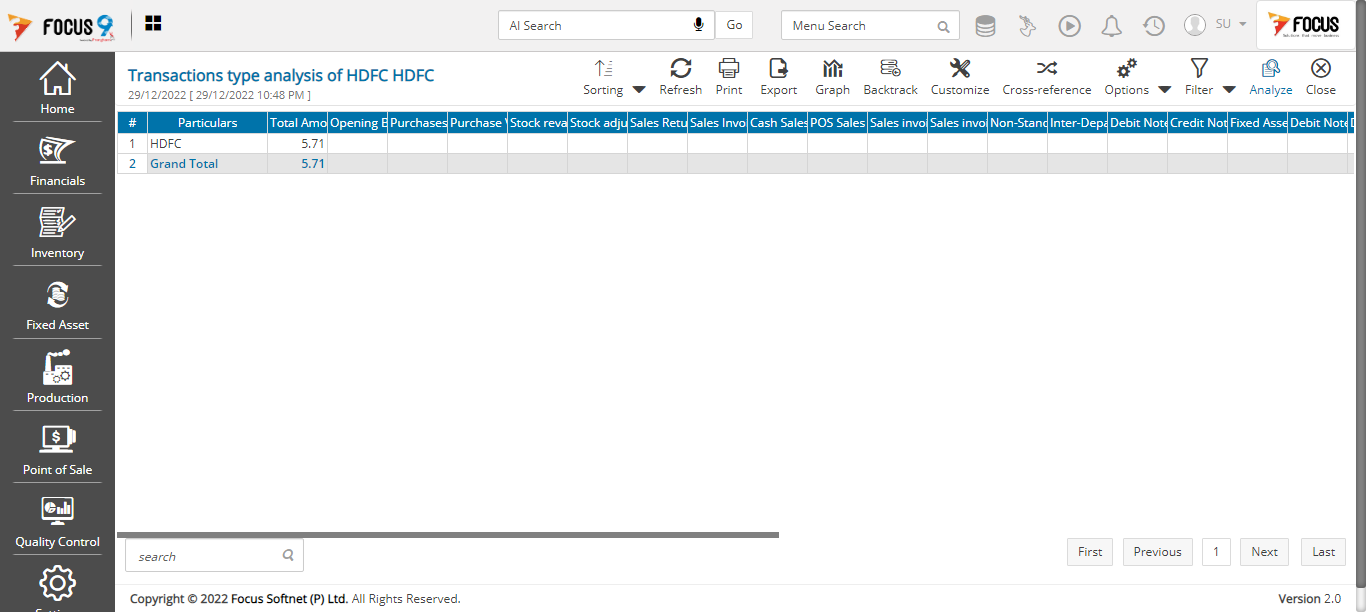 FOCUS 9
AI Search
Go
Menu Search
SU
FOCUS
Home
Financials
Inventory
Fixed Asset
Production
Point of Sale
Quality Control
Transactions type analysis of HDFC HDFC
29/12/2022 [ 29/12/2022 10:48 PM ]
Sorting Refresh Print Export Graph Backtrack Customize Cross-reference Options Filter Analyze Close
# Particulars Total Amo Opening B Purchases Purchase Stock reva Stock adju Sales Retu Sales Invo Cash Sales POS Sales Sales invoi Sales invoi Non-Stand Inter-Depa Debit Note Credit Not Fixed Asse Debit Note
1 HDFC 5.71
2 Grand Total 5.71
search
First Previous 1 Next Last
Copyright © 2022 Focus Softnet (P) Ltd. All Rights Reserved.
Version 2.0